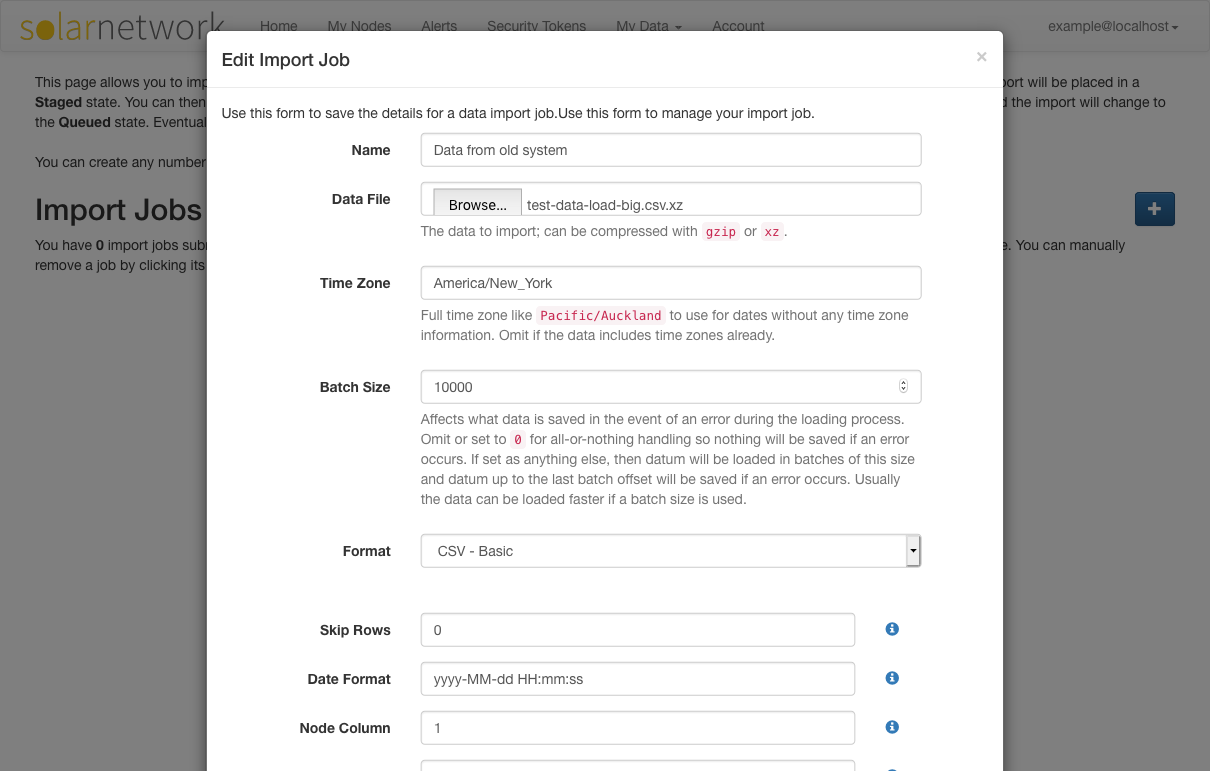 solarnetwork Home My Nodes Alerts Security Tokens My Data Account example@localhost
Edit Import Job ×
This page allows you to imp ort will be placed in a
Staged state. You can then d the import will change to
the Queued state. Eventual
You can create any number
Import Jobs
You have 0 import jobs sub e. You can manually
remove a job by clicking its
Use this form to save the details for a data import job.Use this form to manage your import job.
Name Data from old system
Data File Browse... test-data-load-big.csv.xz
The data to import; can be compressed with gzip or xz .
Time Zone America/New_York
Full time zone like Pacific/Auckland to use for dates without any time zone
information. Omit if the data includes time zones already.
Batch Size 10000
Affects what data is saved in the event of an error during the loading process.
Omit or set to 0 for all-or-nothing handling so nothing will be saved if an error
occurs. If set as anything else, then datum will be loaded in batches of this size
and datum up to the last batch offset will be saved if an error occurs. Usually
the data can be loaded faster if a batch size is used.
Format CSV - Basic
Skip Rows 0
Date Format yyyy-MM-dd HH:mm:ss
Node Column 1